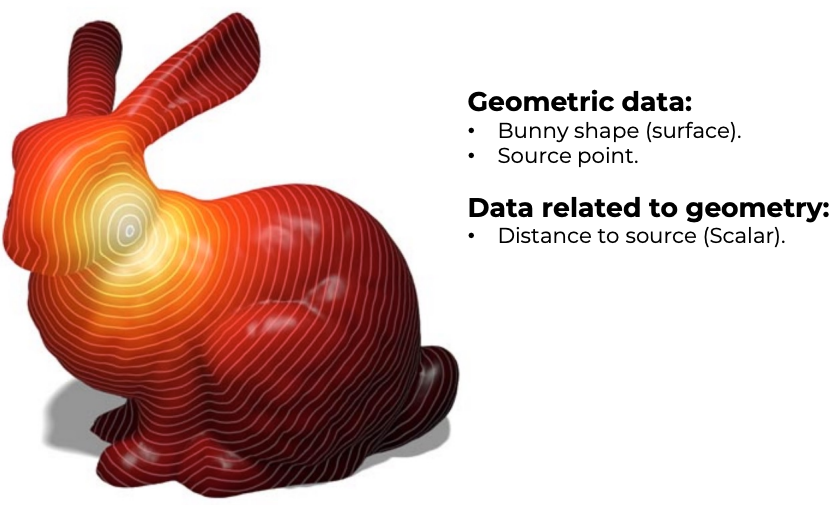 Geometric data:
• Bunny shape (surface).
• Source point.
Data related to geometry:
• Distance to source (Scalar).